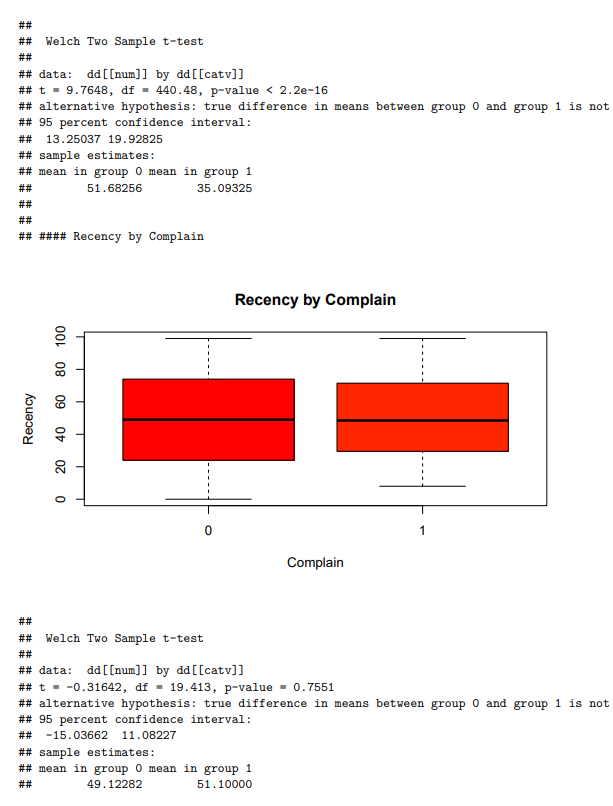 ##
##  Welch Two Sample t-test
##
## data:  dd[[num]] by dd[[catv]]
## t = 9.7648, df = 440.48, p-value < 2.2e-16
## alternative hypothesis: true difference in means between group 0 and group 1 is not
## 95 percent confidence interval:
##  13.25037 19.92825
## sample estimates:
## mean in group 0 mean in group 1
##        51.68256        35.09325
##
##
## #### Recency by Complain
Recency by Complain
100
80
60
40
20
0
Recency
0 1
Complain
##
##  Welch Two Sample t-test
##
## data:  dd[[num]] by dd[[catv]]
## t = -0.31642, df = 19.413, p-value = 0.7551
## alternative hypothesis: true difference in means between group 0 and group 1 is not
## 95 percent confidence interval:
##  -15.03662  11.08227
## sample estimates:
## mean in group 0 mean in group 1
##        49.12282        51.10000